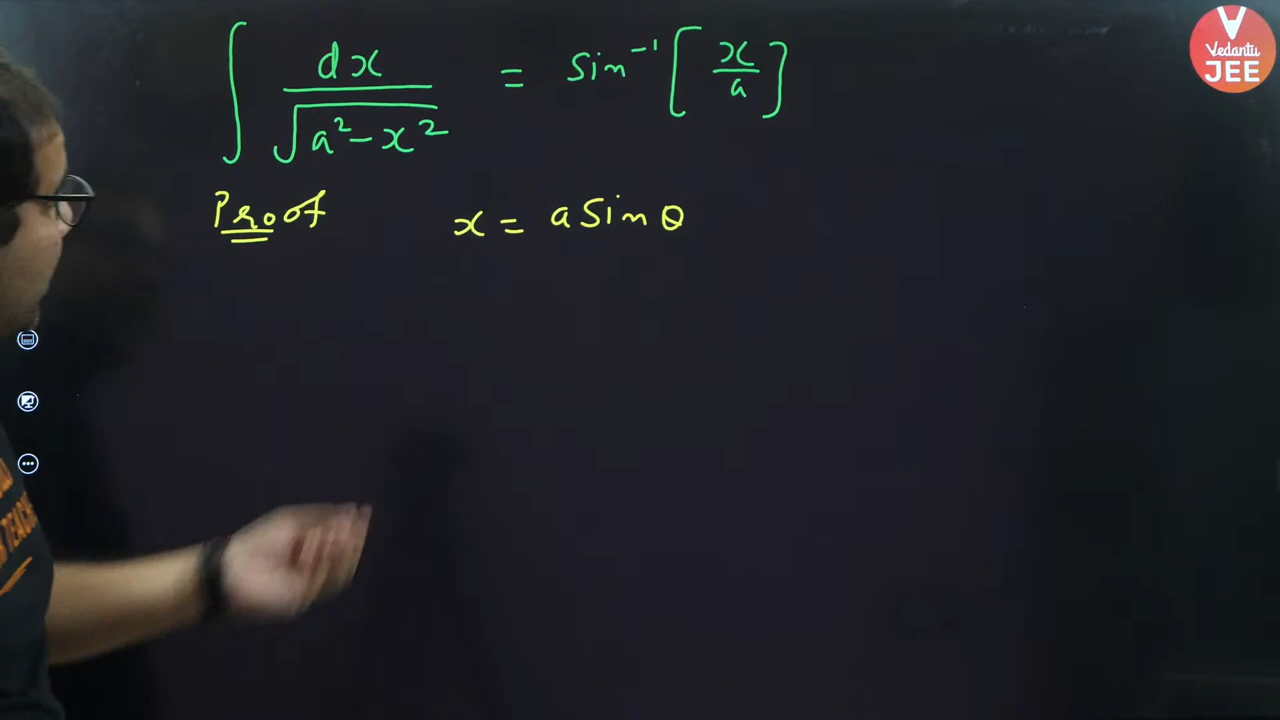 ∫ dx / √(a² - x²) = sin⁻¹ [x/a]
Proof x = a sin θ
Vedantu
JEE